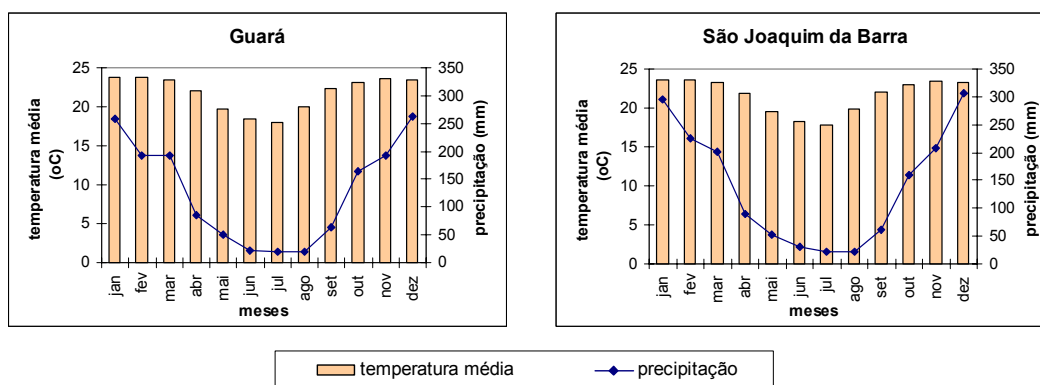 Guará
temperatura média
(oC)
25
20
15
10
5
0
350
300
250
200
150
100
50
0
precipitação (mm)
jan
fev
mar
abr
mai
jun
jul
ago
set
out
nov
dez
meses
São Joaquim da Barra
temperatura média
(oC)
25
20
15
10
5
0
350
300
250
200
150
100
50
0
precipitação (mm)
jan
fev
mar
abr
mai
jun
jul
ago
set
out
nov
dez
meses
temperatura média
precipitação